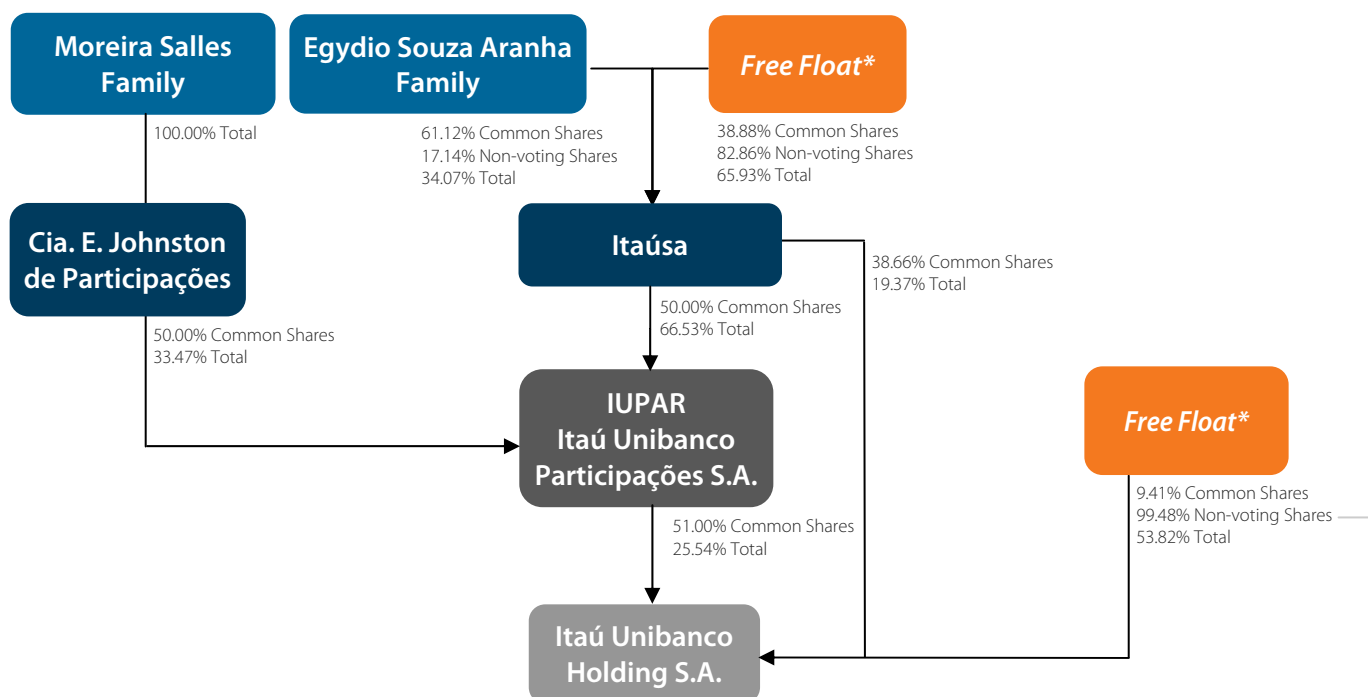 Moreira Salles
Family
Egydio Souza Aranha
Family
Free Float*
100.00% Total
61.12% Common Shares
17.14% Non-voting Shares
34.07% Total
38.88% Common Shares
82.86% Non-voting Shares
65.93% Total
Cia. E. Johnston
de Participações
Itaúsa
38.66% Common Shares
19.37% Total
50.00% Common Shares
33.47% Total
50.00% Common Shares
66.53% Total
IUPAR
Itaú Unibanco
Participações S.A.
Free Float*
9.41% Common Shares
99.48% Non-voting Shares
53.82% Total
51.00% Common Shares
25.54% Total
Itaú Unibanco
Holding S.A.